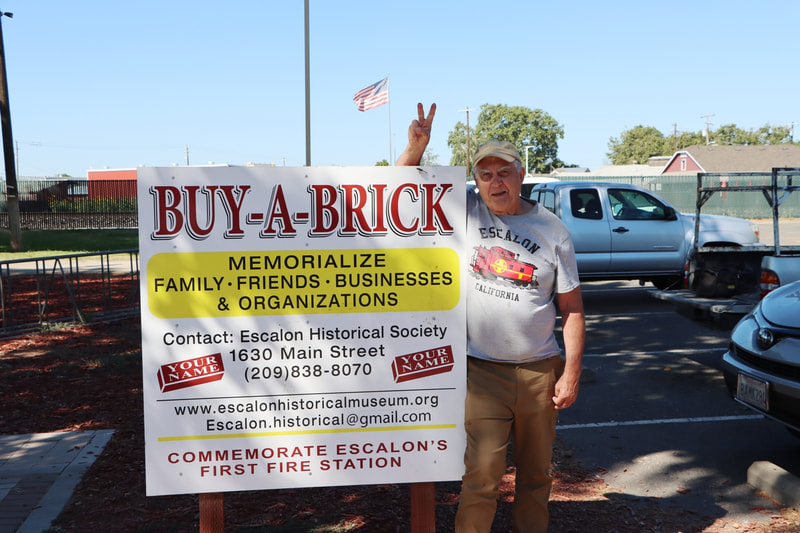 BUY-A-BRICK
MEMORIALIZE
FAMILY · FRIENDS · BUSINESSES
& ORGANIZATIONS
Contact: Escalon Historical Society
1630 Main Street
(209)838-8070
YOUR
NAME
YOUR
NAME
www.escalonhistoricalmuseum.org
Escalon.historical@gmail.com
COMMEMORATE ESCALON'S
FIRST FIRE STATION
ESCALON
CALIFORNIA